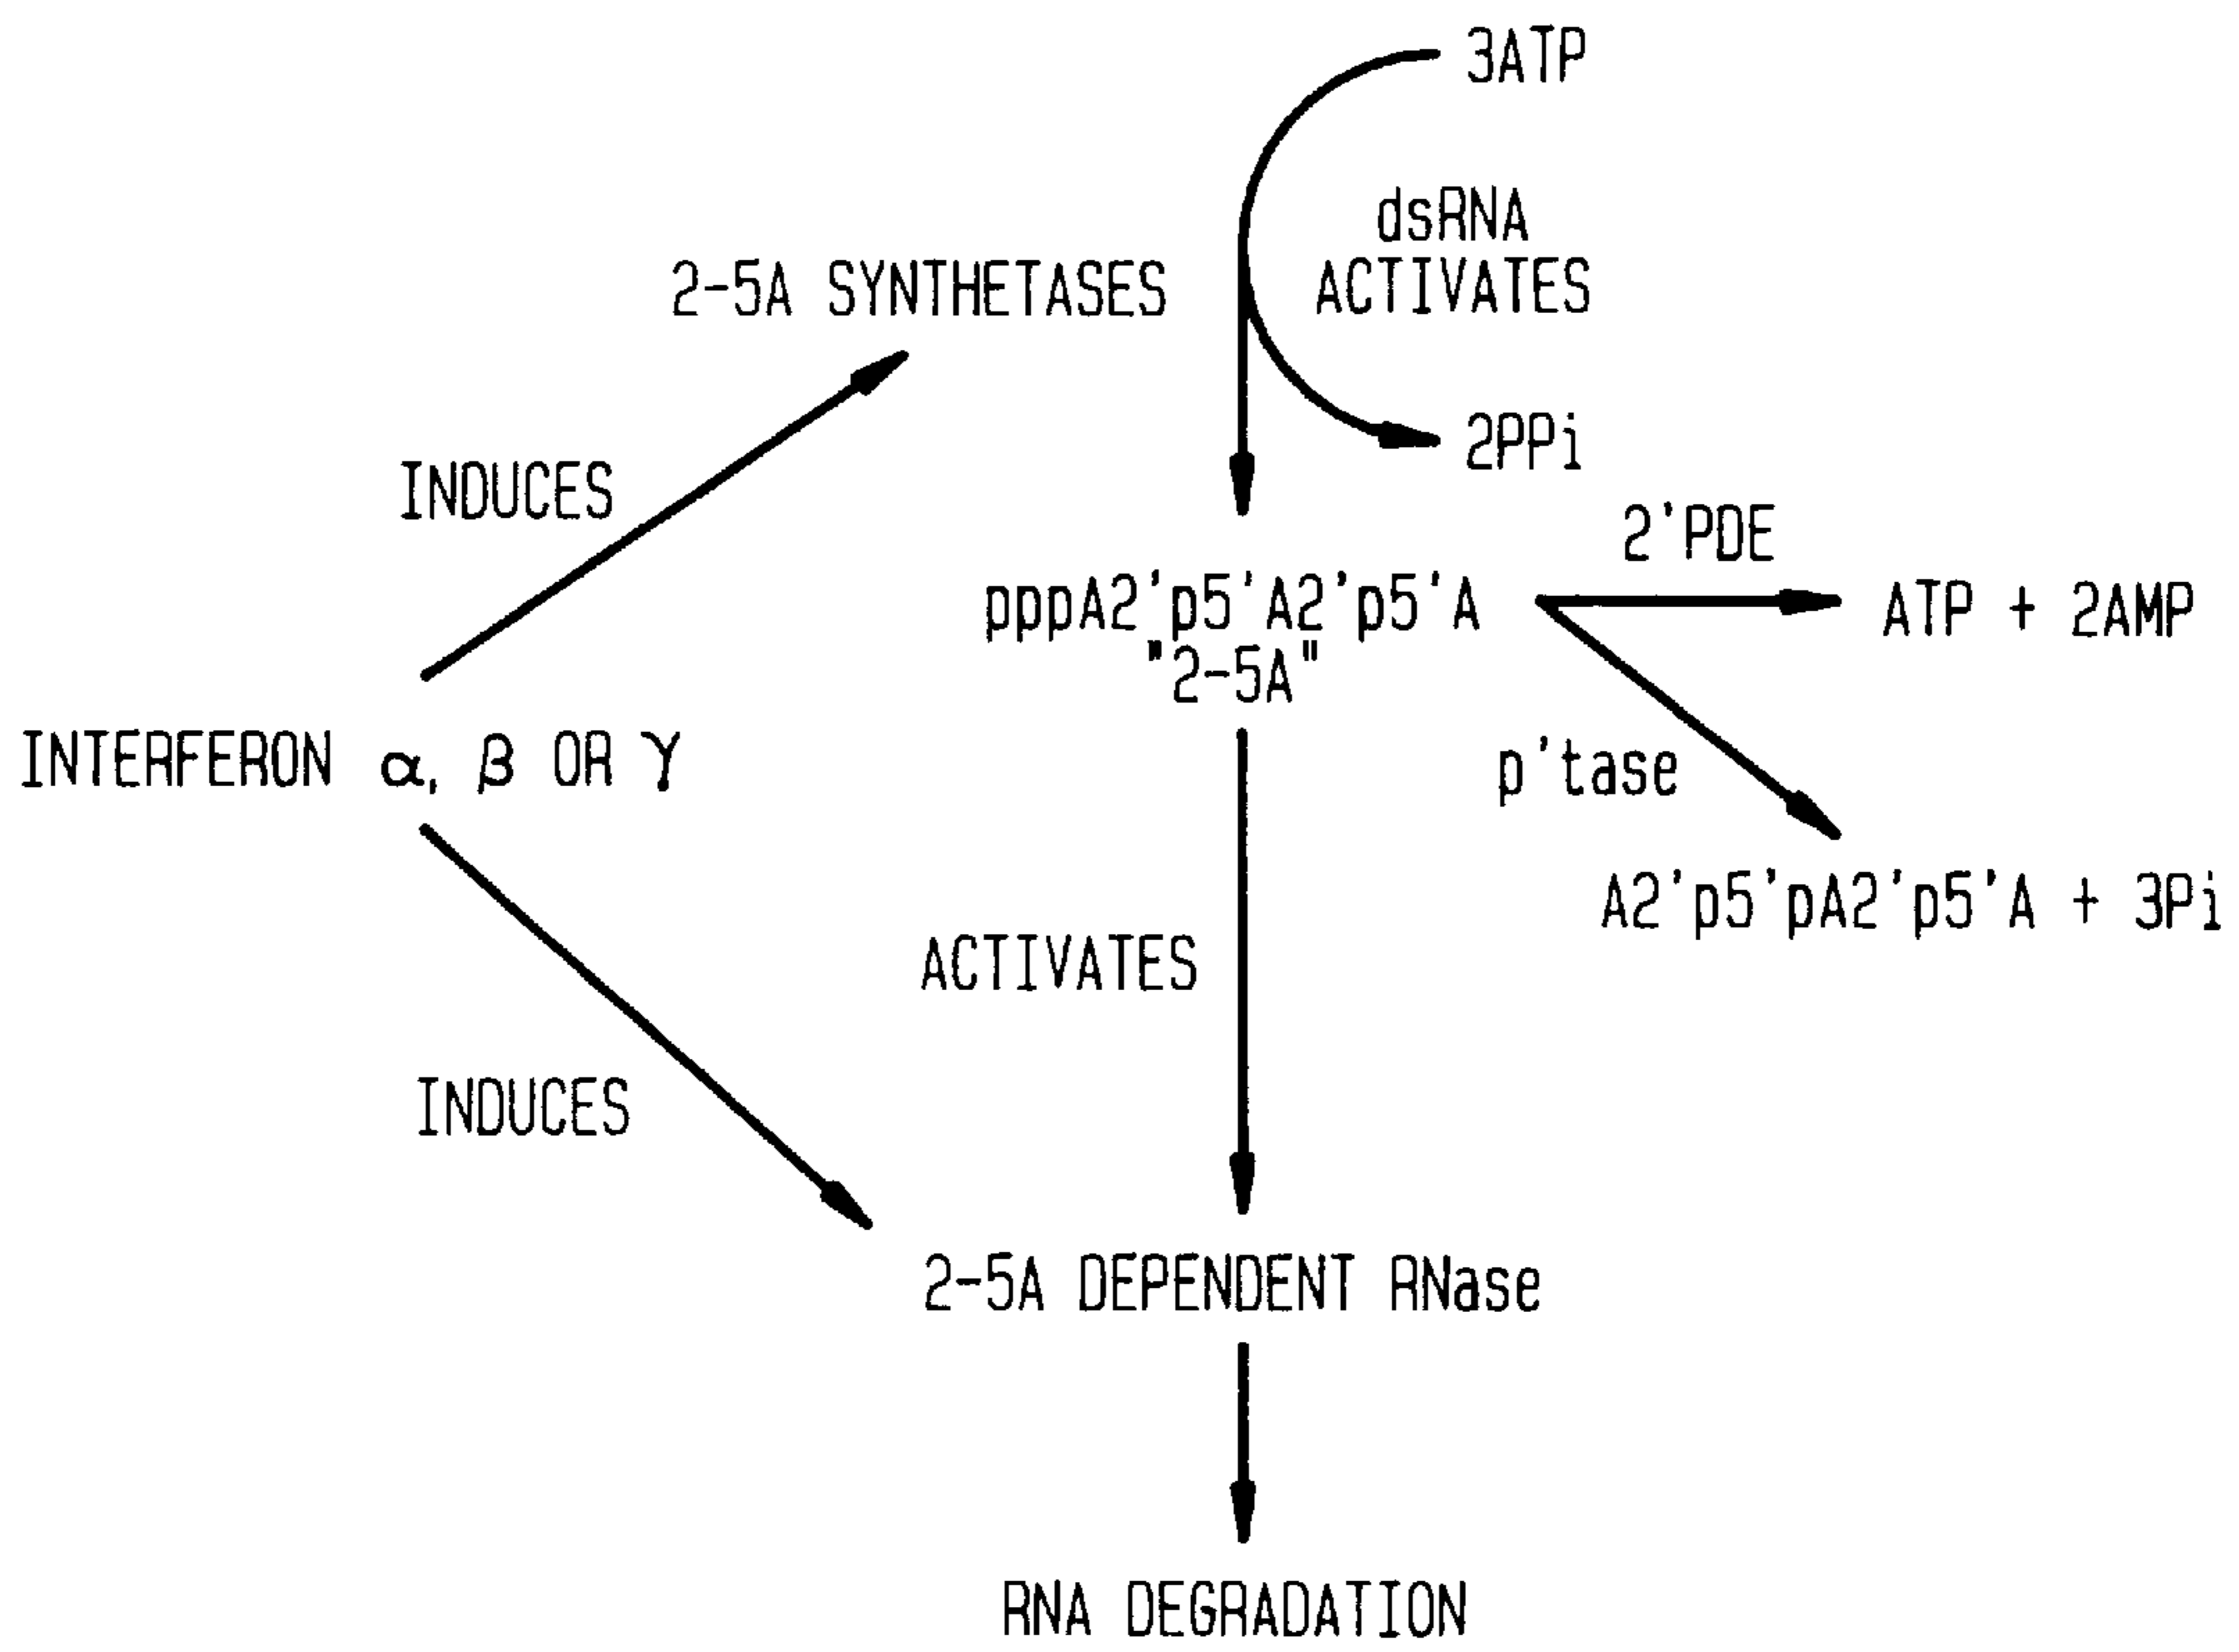 3ATP
dsRNA
ACTIVATES
2-5A SYNTHETASES
2PPi
INDUCES
2'PDE
pppA2'p5'A2'p5'A
"2-5A"
ATP + 2AMP
INTERFERON α, β OR γ
p'tase
A2'p5'pA2'p5'A + 3Pi
ACTIVATES
INDUCES
2-5A DEPENDENT RNase
RNA DEGRADATION